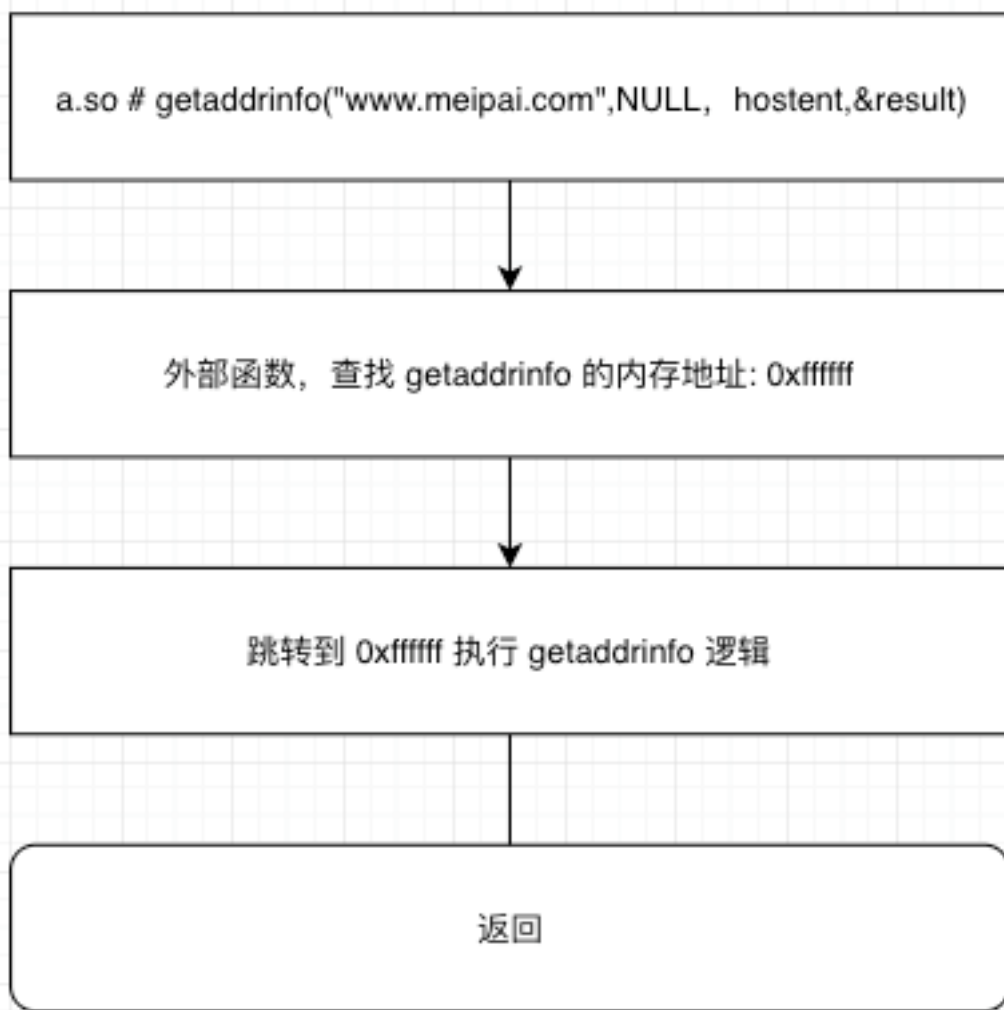 a.so # getaddrinfo("www.meipai.com",NULL，hostent,&result)
外部函数，查找 getaddrinfo 的内存地址: 0xffffff
跳转到 0xffffff 执行 getaddrinfo 逻辑
返回